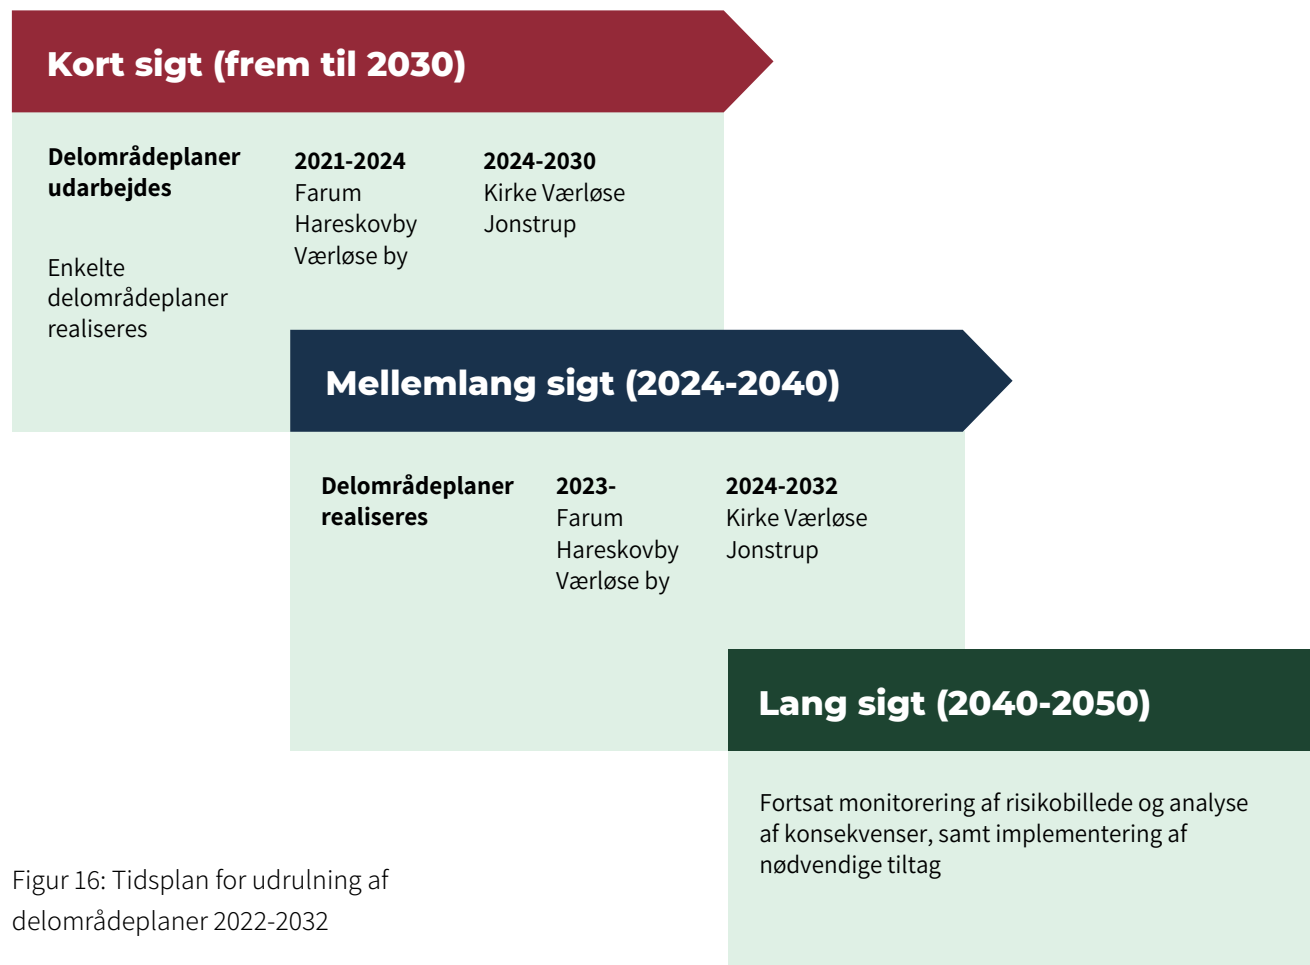 Kort sigt (frem til 2030)
Delområdeplaner
udarbejdes
Enkelte
delområdeplaner
realiseres
2021-2024
Farum
Hareskovby
Værløse by
2024-2030
Kirke Værløse
Jonstrup
Mellemlang sigt (2024-2040)
Delområdeplaner
realiseres
2023-
Farum
Hareskovby
Værløse by
2024-2032
Kirke Værløse
Jonstrup
Lang sigt (2040-2050)
Fortsat monitorering af risikobillede og analyse
af konsekvenser, samt implementering af
nødvendige tiltag
Figur 16: Tidsplan for udrulning af
delområdeplaner 2022-2032